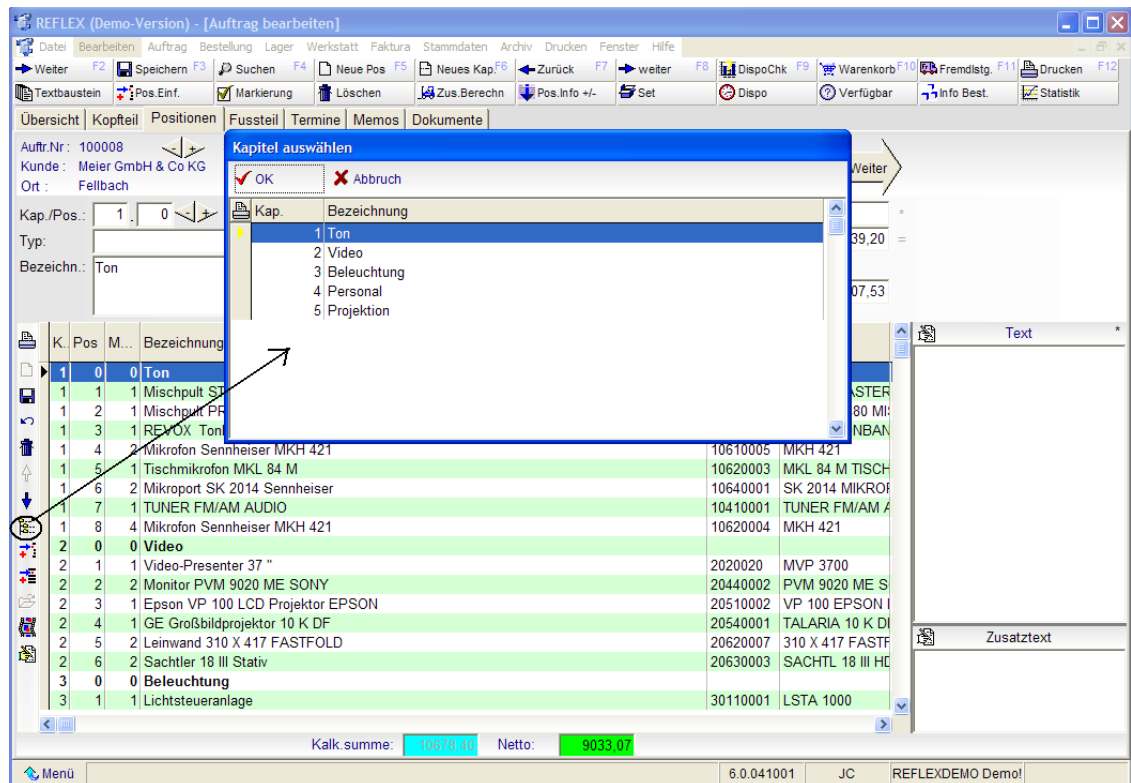 REFLEX (Demo-Version) - [Auftrag bearbeiten]
Datei Bearbeiten Auftrag Bestellung Lager Werkstatt Faktura Stammdaten Archiv Drucken Fenster Hilfe
Weiter F2 Speichern F3 Suchen F4 Neue Pos F5 Neues Kap. F6 Zurück F7 weiter F8 DispoChk F9 Warenkorb F10 Fremdlstg. F11 Drucken F12
Textbaustein Pos.Einf. Markierung Löschen Zus.Berechn Pos.Info +/- Set Dispo Verfügbar Info Best. Statistik
Übersicht Kopfteil Positionen Fussteil Termine Memos Dokumente
Auftr.Nr : 100008 - +
Kunde : Meier GmbH & Co KG
Ort : Fellbach
Weiter
Kap./Pos.: 1 . 0 - + *
Typ: 39,20 =
Bezeichn.: Ton
07,53
Kapitel auswählen
OK Abbruch
Kap. Bezeichnung
1 Ton
2 Video
3 Beleuchtung
4 Personal
5 Projektion
K.. Pos M... Bezeichnung
1 0 0 Ton
1 1 1 Mischpult ASTER
1 2 1 Mischpult PR 80
1 3 1 REVOX NBAN
1 4 2 Mikrofon Sennheiser MKH 421 10610005 MKH 421
1 5 1 Tischmikrofon MKL 84 M 10620003 MKL 84 M TISCH
1 6 2 Mikroport SK 2014 Sennheiser 10640001 SK 2014 MIKROF
1 7 1 TUNER FM/AM AUDIO 10410001 TUNER FM/AM
1 8 4 Mikrofon Sennheiser MKH 421 10620004 MKH 421
2 0 0 Video
2 1 1 Video-Presenter 37 " 2020020 MVP 3700
2 2 2 Monitor PVM 9020 ME SONY 20440002 PVM 9020 ME S
2 3 1 Epson VP 100 LCD Projektor EPSON 20510002 VP 100 EPSON
2 4 1 GE Großbildprojektor 10 K DF 20540001 TALARIA 10 K
2 5 2 Leinwand 310 X 417 FASTFOLD 20620007 310 X 417 FASTF
2 6 2 Sachtler 18 III Stativ 20630003 SACHTL 18 III
3 0 0 Beleuchtung
3 1 1 Lichtsteueranlage 30110001 LSTA 1000
Text *
Zusatztext
Kalk.summe: 10678,40 Netto: 9033,07
Menü 6.0.041001 JC REFLEXDEMO Demo!